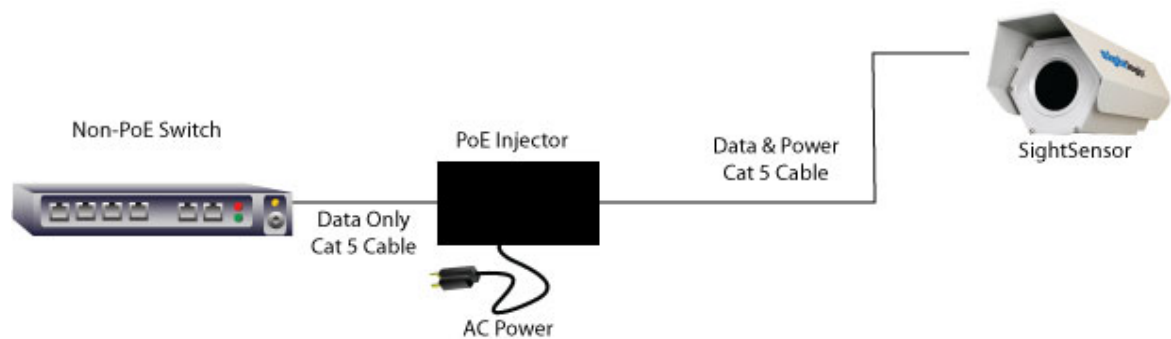 Non-PoE Switch
PoE Injector
Data & Power
Cat 5 Cable
SightSensor
Data Only
Cat 5 Cable
AC Power